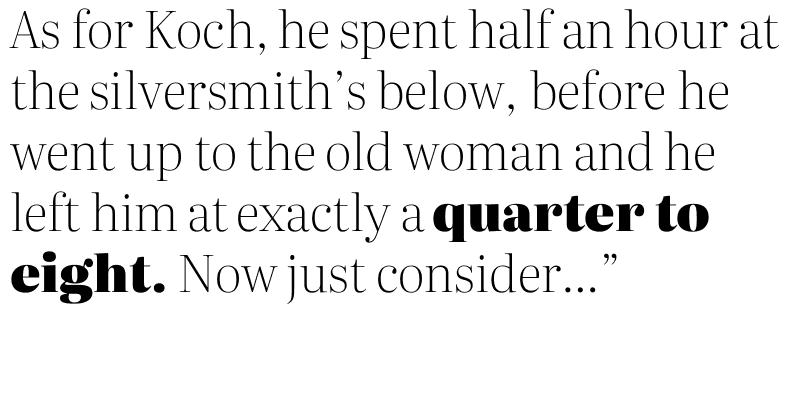 As for Koch, he spent half an hour at
the silversmith’s below, before he
went up to the old woman and he
left him at exactly a quarter to
eight. Now just consider...”